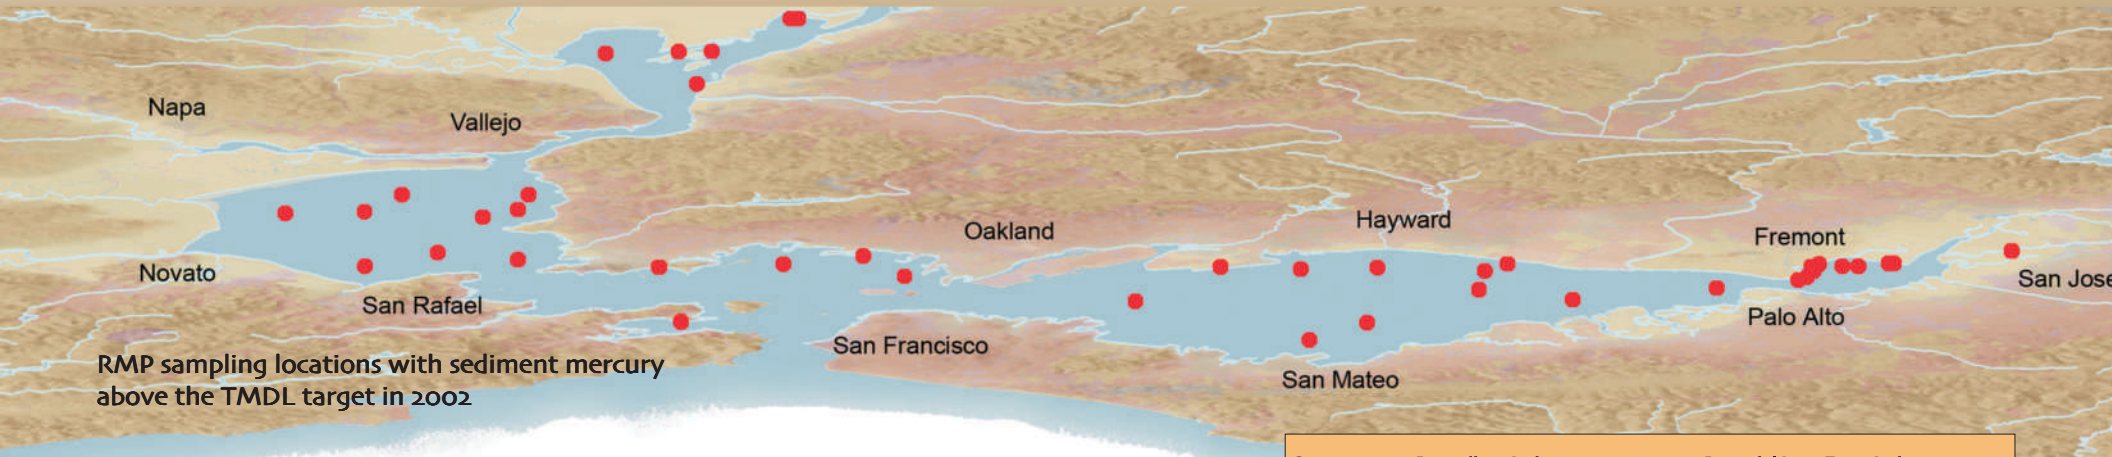 Napa
Vallejo
Oakland
Hayward
Fremont
Novato
San Rafael
San Francisco
San Mateo
Palo Alto
San Jose
RMP sampling locations with sediment mercury
above the TMDL target in 2002